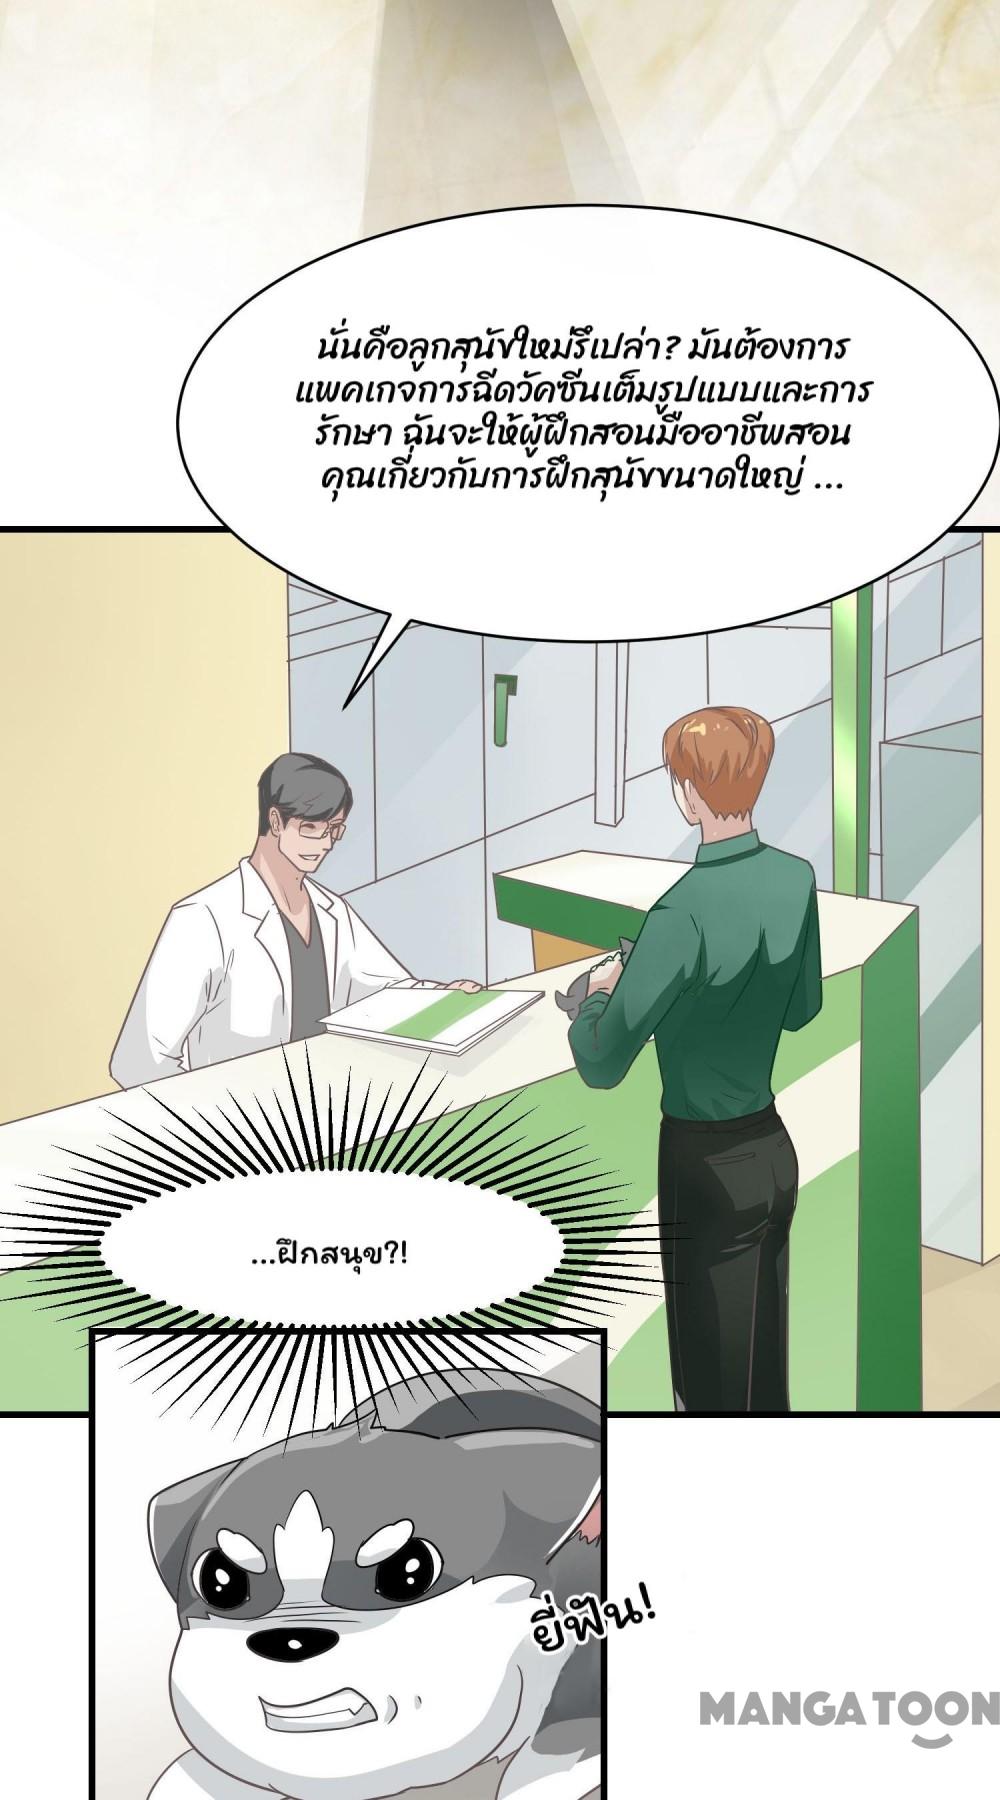 นั่นคือลูกสุนัขใหม่รึเปล่า? มันต้องการ
แพคเกจการฉีดวัคซีนเต็มรูปแบบและการ
รักษา ฉันจะให้ผู้ฝึกสอนมืออาชีพสอน
คุณเกี่ยวกับการฝึกสุนัขขนาดใหญ่ ...
...ฝึกสนุข?!
ยี่ฟัน!
MANGATOON